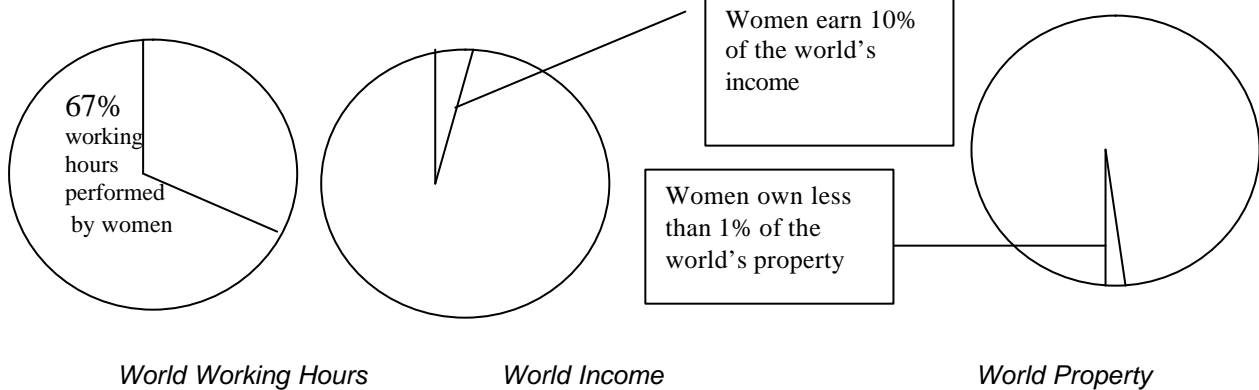 67%
working
hours
performed
by women
Women earn 10%
of the world’s
income
Women own less
than 1% of the
world’s property
World Working Hours
World Income
World Property